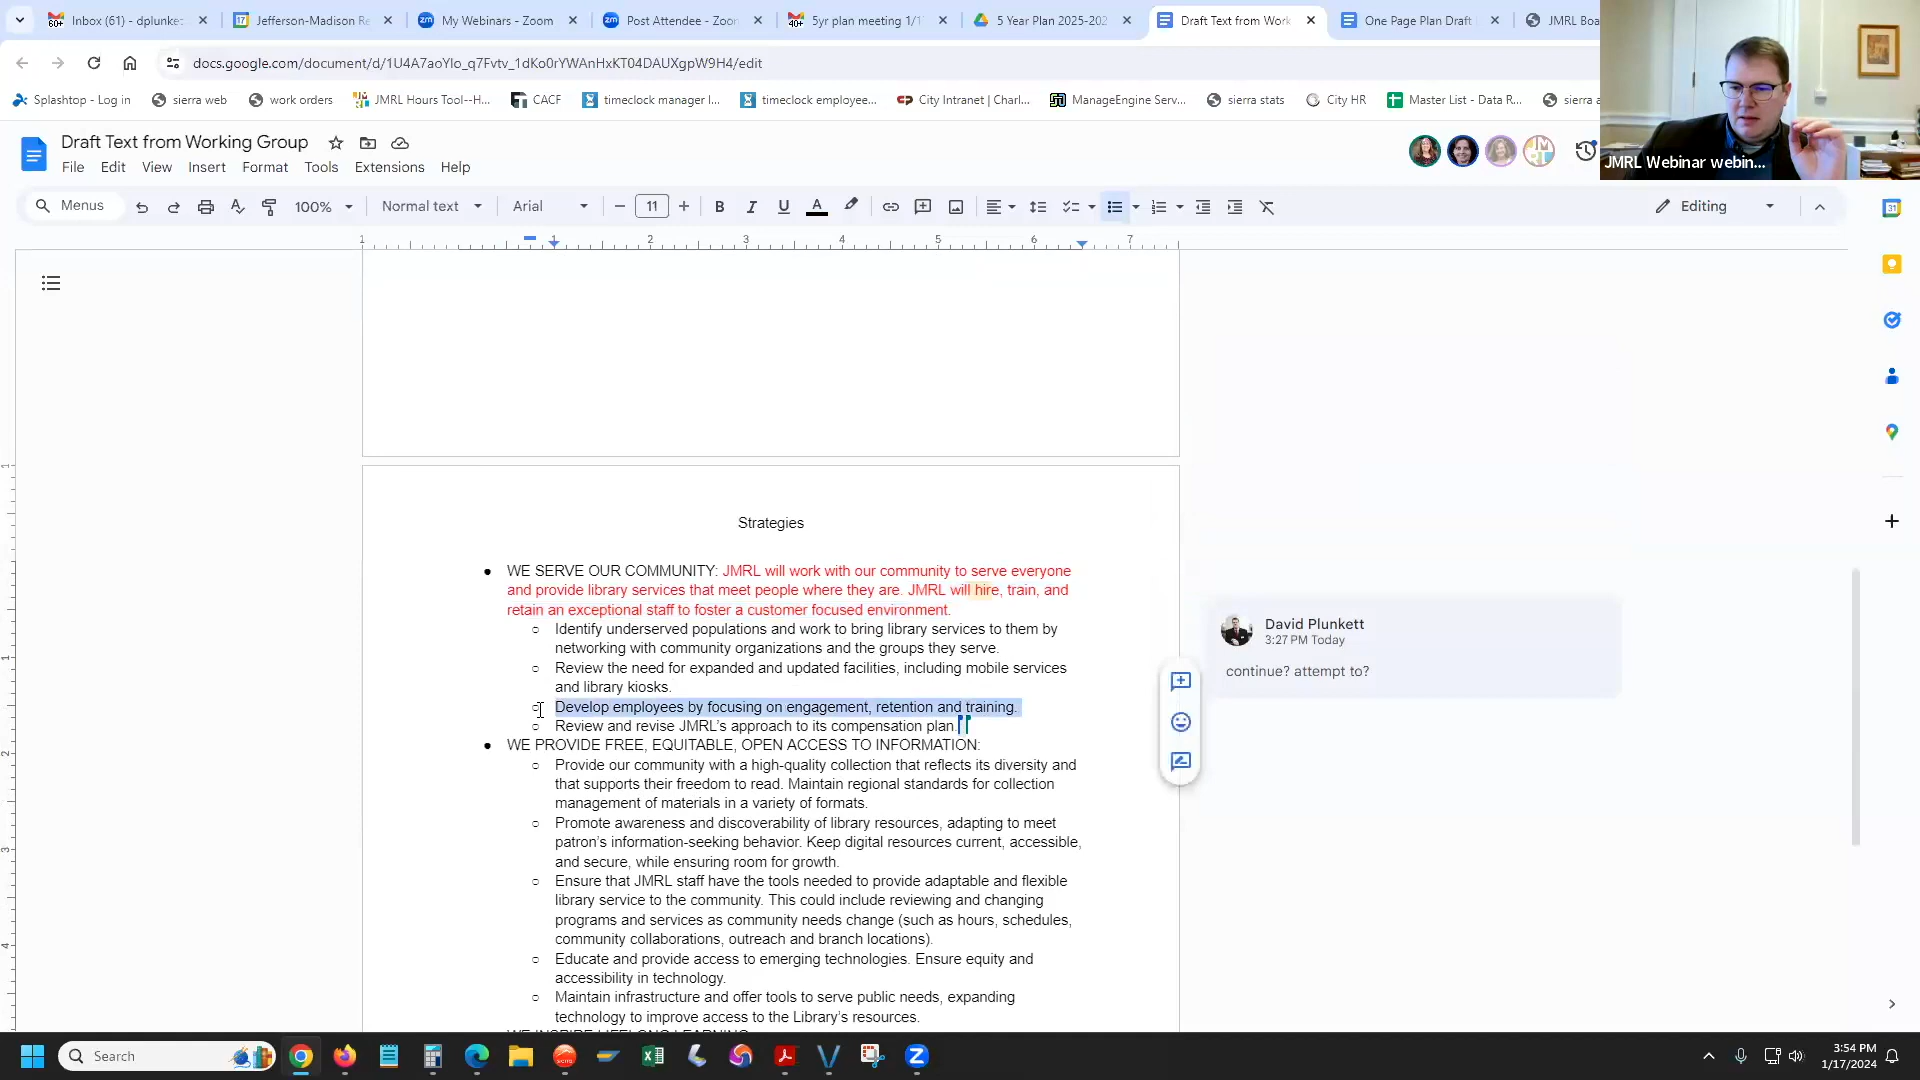 Inbox (61) - dplunke
Jefferson-Madison Re
My Webinars - Zoom
Post Attendee - Zoo
5yr plan meeting 1/1
5 Year Plan 2025-202
Draft Text from Work
One Page Plan Draft
JMRL Boa
docs.google.com/document/d/1U4A7aoYIo_q7Fvtv_1dKo0rYWAnHxKT04DAUXgpW9H4/edit
Splashtop - Log in
sierra web
work orders
JMRL Hours Tool--H...
CACF
timeclock manager l...
timeclock employee...
City Intranet | Charl...
ManageEngine Serv...
sierra stats
City HR
Master List - Data R...
sierra a
JMRL Webinar webin...
Draft Text from Working Group
File Edit View Insert Format Tools Extensions Help
Menus 100% Normal text Arial 11 Editing
1 1 2 3 4 5 6 7
Strategies
● WE SERVE OUR COMMUNITY: JMRL will work with our community to serve everyone
and provide library services that meet people where they are. JMRL will hire, train, and
retain an exceptional staff to foster a customer focused environment.
○ Identify underserved populations and work to bring library services to them by
networking with community organizations and the groups they serve.
○ Review the need for expanded and updated facilities, including mobile services
and library kiosks.
○ Develop employees by focusing on engagement, retention and training.
○ Review and revise JMRL's approach to its compensation plan.
● WE PROVIDE FREE, EQUITABLE, OPEN ACCESS TO INFORMATION:
○ Provide our community with a high-quality collection that reflects its diversity and
that supports their freedom to read. Maintain regional standards for collection
management of materials in a variety of formats.
○ Promote awareness and discoverability of library resources, adapting to meet
patron's information-seeking behavior. Keep digital resources current, accessible,
and secure, while ensuring room for growth.
○ Ensure that JMRL staff have the tools needed to provide adaptable and flexible
library service to the community. This could include reviewing and changing
programs and services as community needs change (such as hours, schedules,
community collaborations, outreach and branch locations).
○ Educate and provide access to emerging technologies. Ensure equity and
accessibility in technology.
○ Maintain infrastructure and offer tools to serve public needs, expanding
technology to improve access to the Library's resources.
WE INSPIRE LIFELONG LEARNING
David Plunkett
3:27 PM Today
continue? attempt to?
Search
3:54 PM
1/17/2024